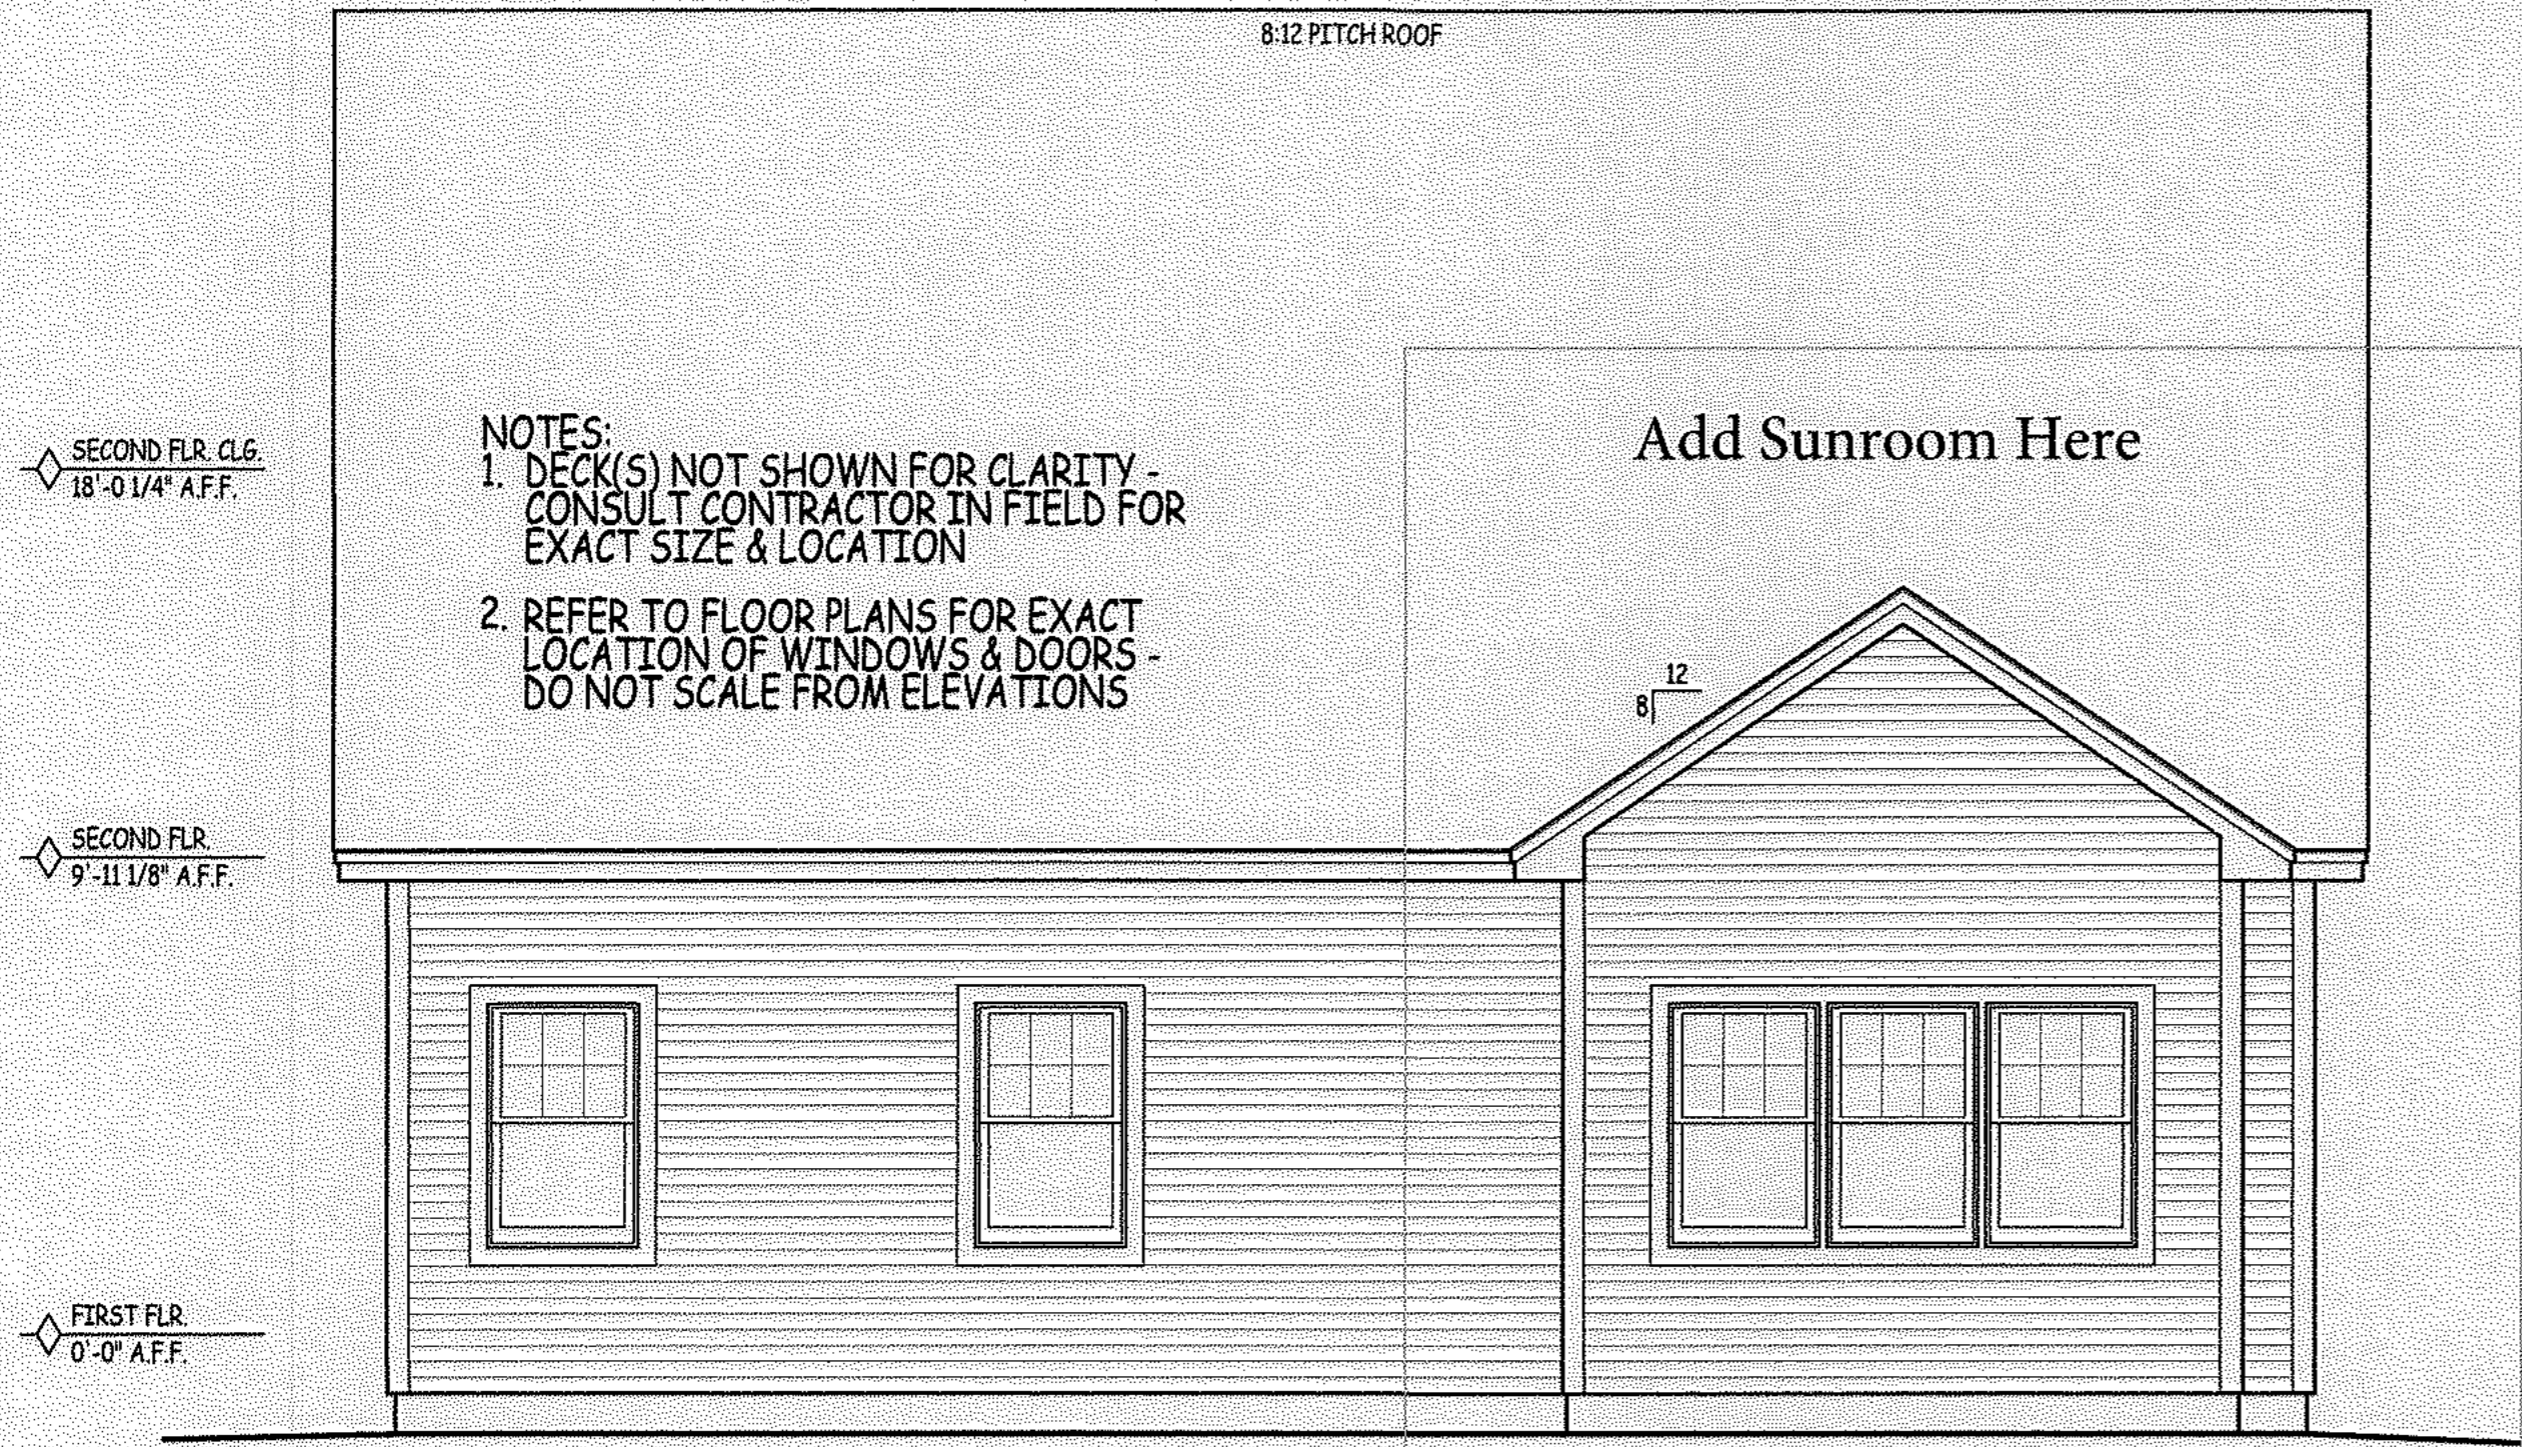 8:12 PITCH ROOF
Add Sunroom Here
NOTES:
1. DECK(S) NOT SHOWN FOR CLARITY -
CONSULT CONTRACTOR IN FIELD FOR
EXACT SIZE & LOCATION
2. REFER TO FLOOR PLANS FOR EXACT
LOCATION OF WINDOWS & DOORS -
DO NOT SCALE FROM ELEVATIONS
SECOND FLR. CLG.
18'-0 1/4" A.F.F.
12
8
SECOND FLR.
9'-11 1/8" A.F.F.
FIRST FLR.
0'-0" A.F.F.